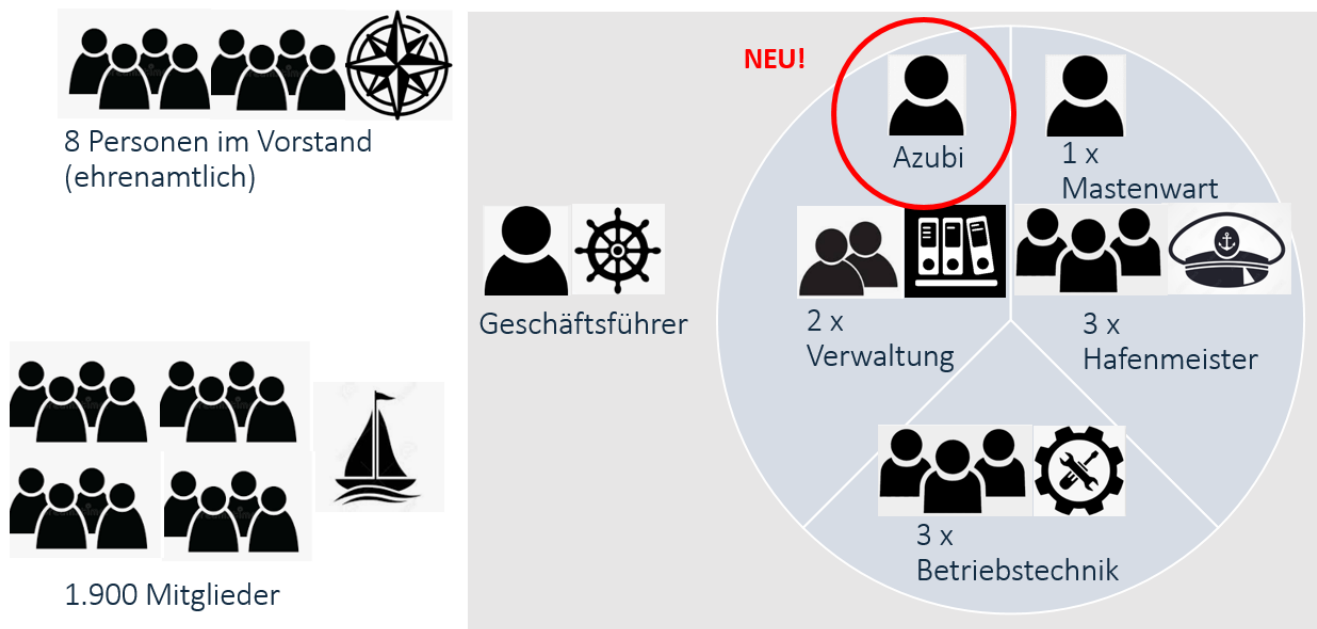 8 Personen im Vorstand
(ehrenamtlich)
1.900 Mitglieder
Geschäftsführer
NEU!
Azubi
1 x
Mastenwart
2 x
Verwaltung
3 x
Hafenmeister
3 x
Betriebstechnik